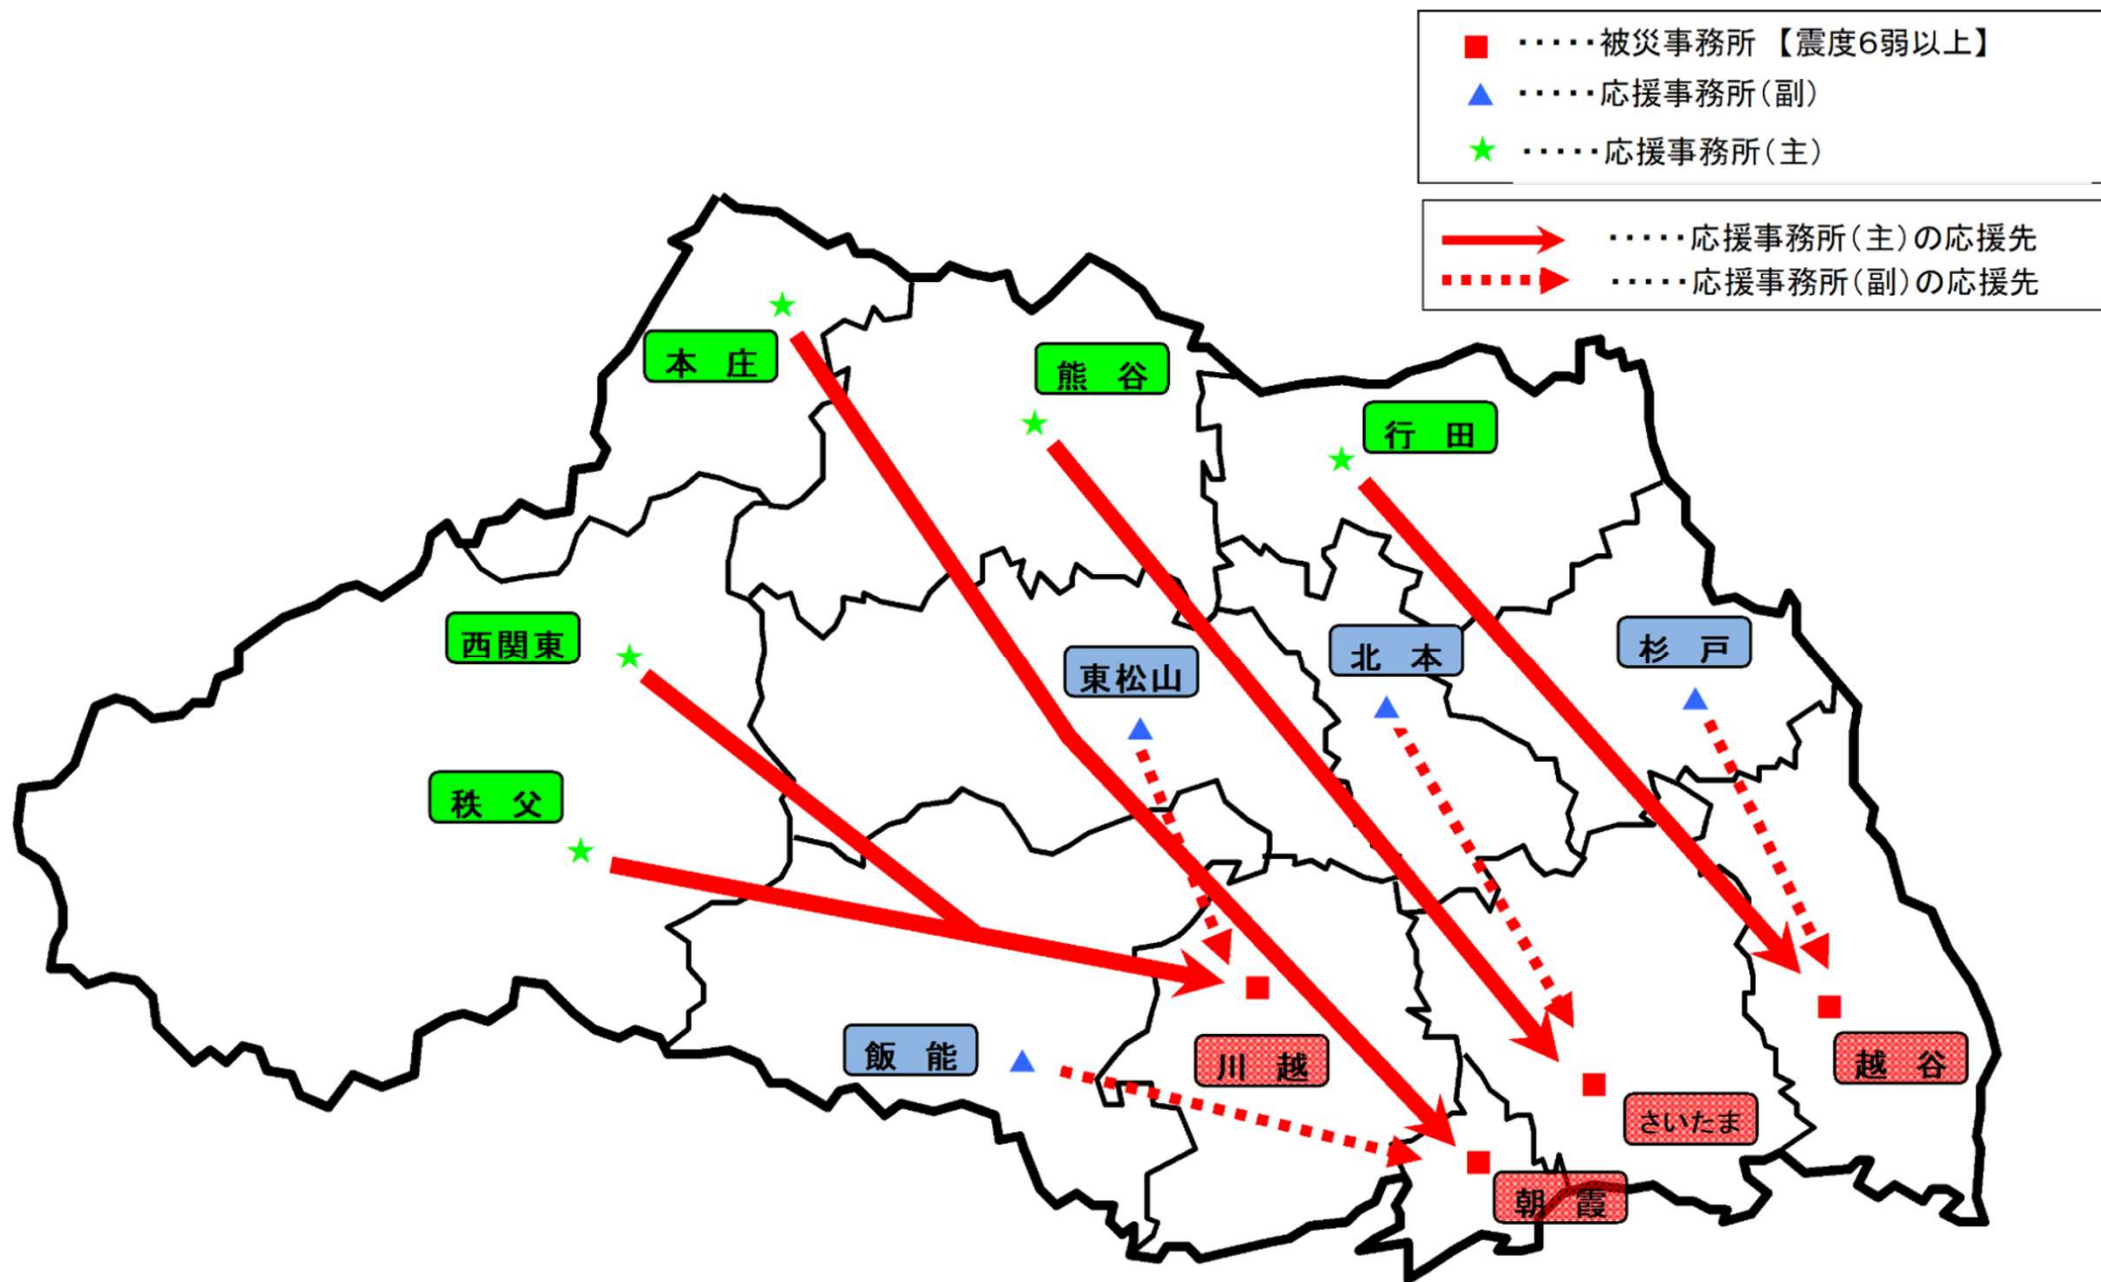 ・・・・・被災事務所【震度6弱以上】
・・・・・応援事務所(副)
・・・・・応援事務所(主)
・・・・・応援事務所(主)の応援先
・・・・・応援事務所(副)の応援先
本 庄
熊 谷
行 田
西関東
東松山
北 本
杉 戸
秩 父
飯 能
川 越
越 谷
さいたま
朝 霞